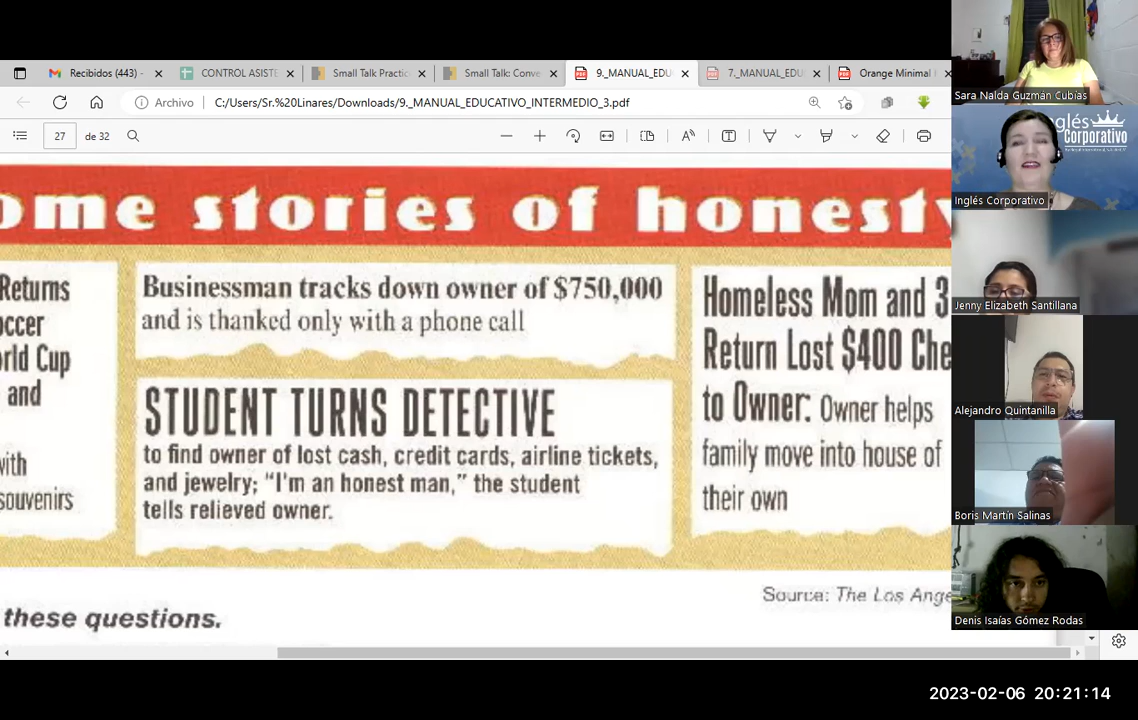 Recibidos (443) -
CONTROL ASISTE
Small Talk Practic
Small Talk: Conve
9._MANUAL_EDU
7._MANUAL_EDU
Orange Minimal
Archivo
C:/Users/Sr.%20Linares/Downloads/9._MANUAL_EDUCATIVO_INTERMEDIO_3.pdf
27 de 32
ome stories of honesty
Returns
occer
rld Cup
and
with
souvenirs
Businessman tracks down owner of $750,000
and is thanked only with a phone call
STUDENT TURNS DETECTIVE
to find owner of lost cash, credit cards, airline tickets,
and jewelry; "I'm an honest man," the student
tells relieved owner.
Homeless Mom and 3
Return Lost $400 Che
to Owner: Owner helps
family move into house of
their own
Source: The Los Ange
these questions.
Sara Nalda Guzmán Cubías
Inglés
Corporativo
Inglés Corporativo
Jenny Elizabeth Santillana
Alejandro Quintanilla
Boris Martín Salinas
Denis Isaías Gómez Rodas
2023-02-06 20:21:14